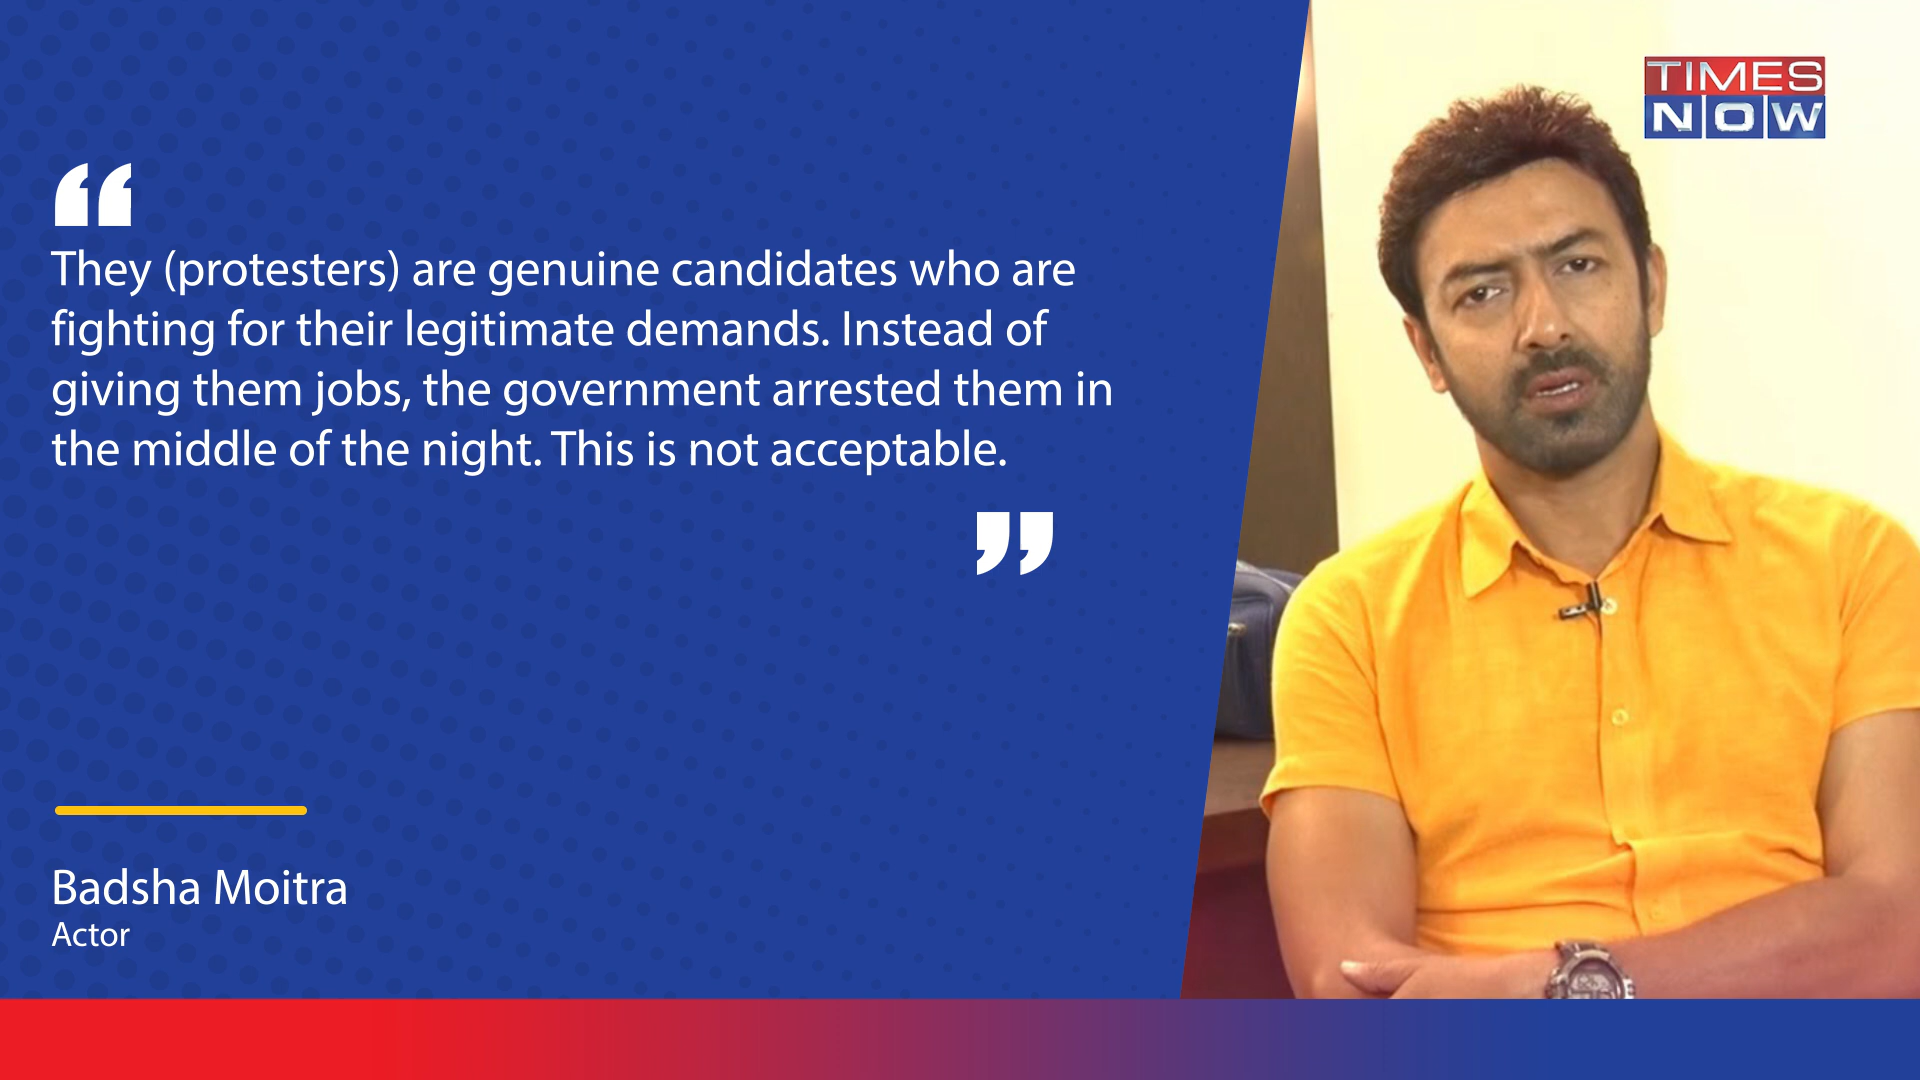 TIMES
NOW
“
They (protesters) are genuine candidates who are
fighting for their legitimate demands. Instead of
giving them jobs, the government arrested them in
the middle of the night. This is not acceptable.
”
Badsha Moitra
Actor